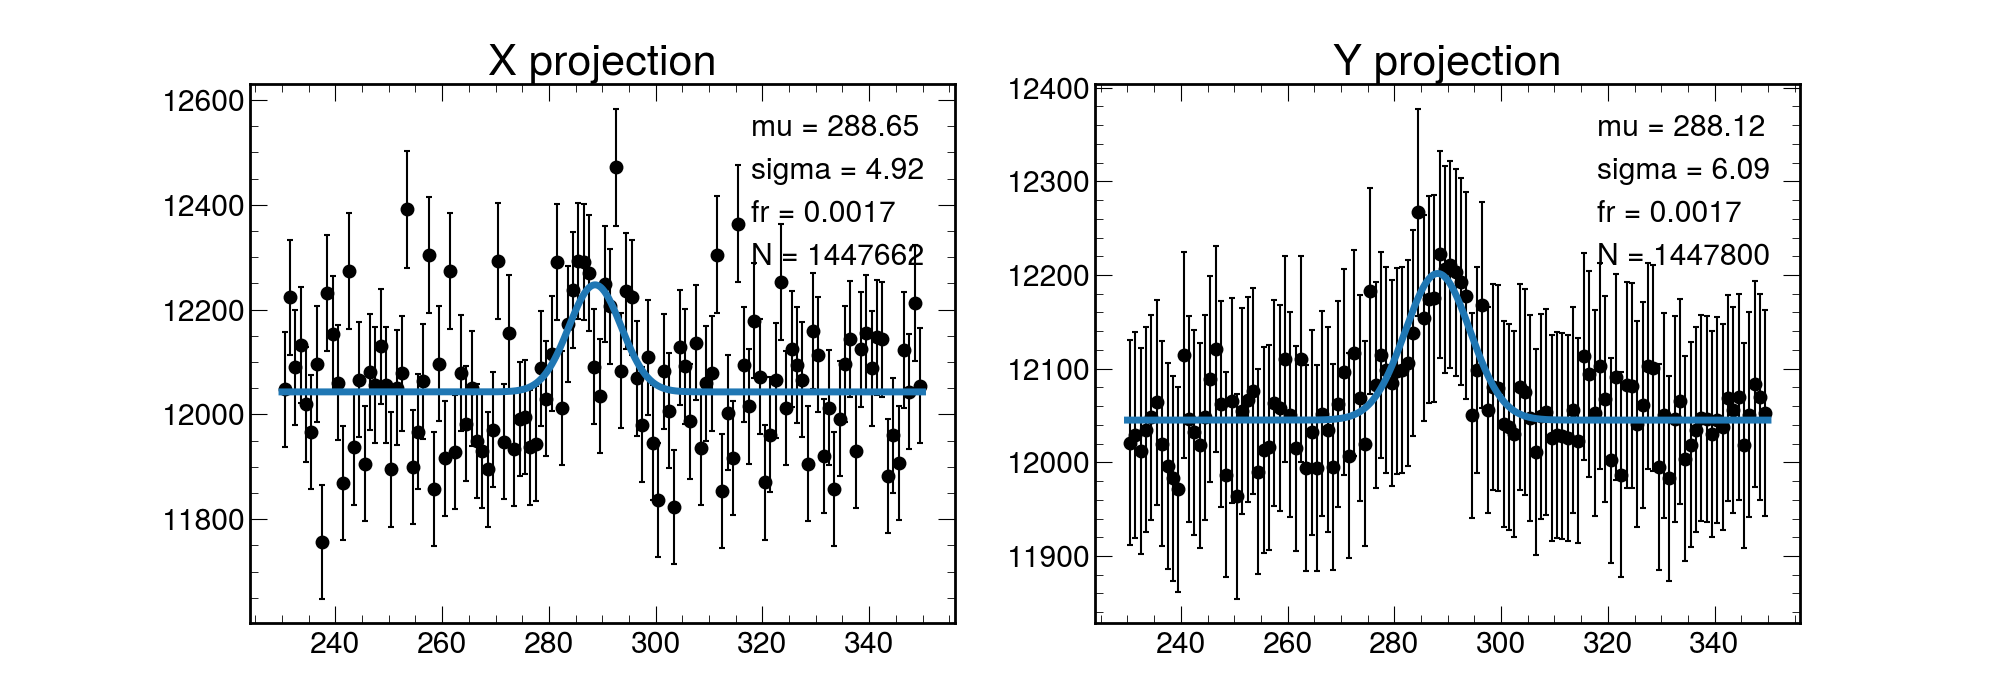 X projection
12600
12400
12200
12000
11800
240 260 280 300 320 340
mu = 288.65
sigma = 4.92
fr = 0.0017
N = 1447662
Y projection
12400
12300
12200
12100
12000
11900
240 260 280 300 320 340
mu = 288.12
sigma = 6.09
fr = 0.0017
N = 1447800